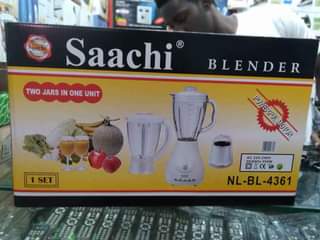 Saachi®
BLENDER
TWO JARS IN ONE UNIT
1 SET
NL-BL-4361